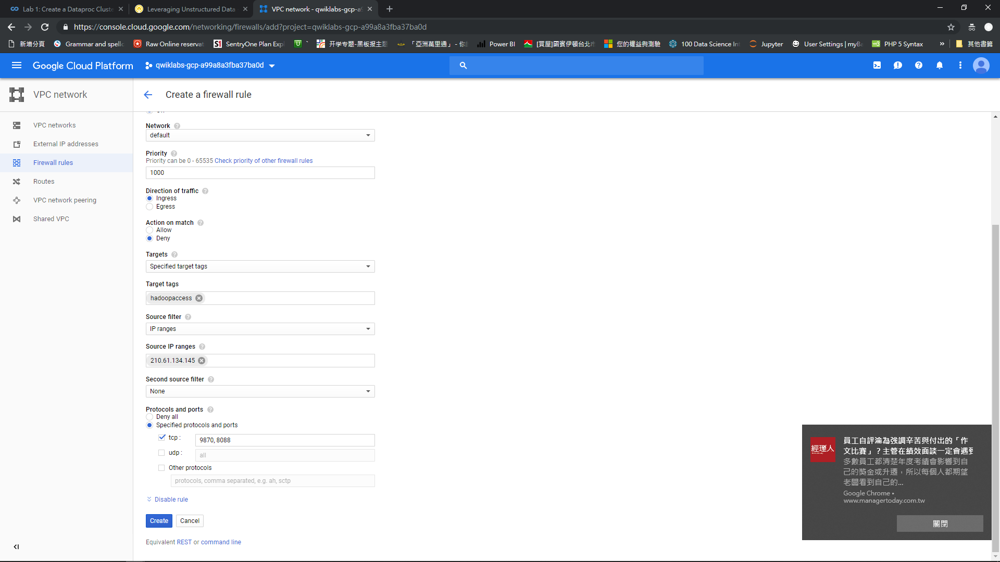 Lab 1: Create a Dataproc Cluste
Leveraging Unstructured Data
VPC network - qwiklabs-gcp-a9
https://console.cloud.google.com/networking/firewalls/add?project=qwiklabs-gcp-a99a8a3fba37ba0d
新增分頁
Grammar and spellc
Raw Online reservat
SentryOne Plan Expl
开学专题-黑板报主题
「亞洲萬里通」 - 你的
Power BI
[買屋]國賓伊頓台北市
您的權益與測驗
100 Data Science Int
Jupyter
User Settings | myBa
PHP 5 Syntax
»
其他書籤
Google Cloud Platform
qwiklabs-gcp-a99a8a3fba37ba0d
VPC network
Create a firewall rule
VPC networks
External IP addresses
Firewall rules
Routes
VPC network peering
Shared VPC
Network
default
Priority
Priority can be 0 - 65535 Check priority of other firewall rules
1000
Direction of traffic
Ingress
Egress
Action on match
Allow
Deny
Targets
Specified target tags
Target tags
hadoopaccess
Source filter
IP ranges
Source IP ranges
210.61.134.145
Second source filter
None
Protocols and ports
Deny all
Specified protocols and ports
tcp :
9870, 8088
udp :
all
Other protocols
protocols, comma separated, e.g. ah, sctp
Disable rule
Create
Cancel
Equivalent REST or command line
經理人
員工自評淪為強調辛苦與付出的「作
文比賽」？主管在績效面談一定會遇到
多數員工都清楚年度考績會影響到自
己的獎金或升遷，所以每個人都期望
老闆看到自己的...
Google Chrome •
www.managertoday.com.tw
關閉